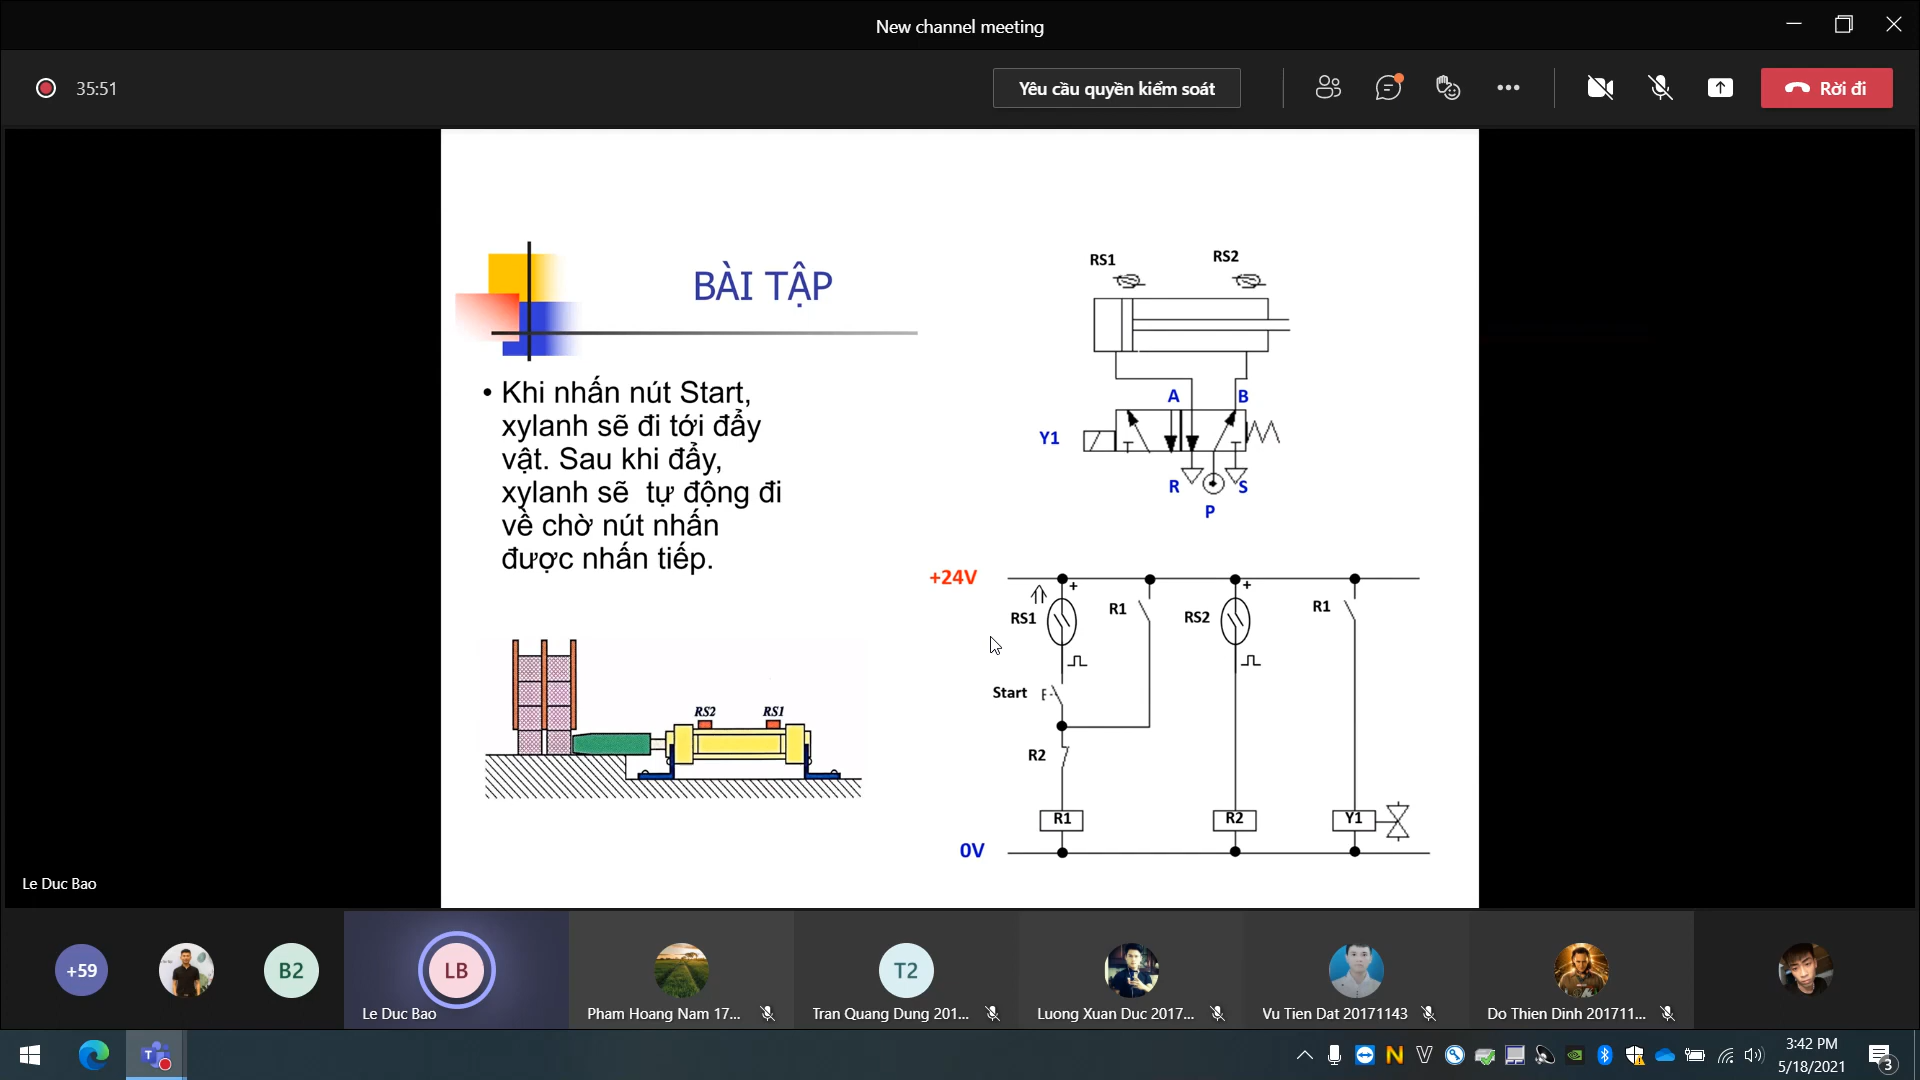 New channel meeting
35:51
Yêu cầu quyền kiểm soát
Rời đi
BÀI TẬP
• Khi nhấn nút Start,
xylanh sẽ đi tới đẩy
vật. Sau khi đẩy,
xylanh sẽ tự động đi
về chờ nút nhấn
được nhấn tiếp.
RS2 RS1
RS1 RS2
A B
Y1
R S
P
+24V
+ +
RS1 R1 RS2 R1
Start
R2
R1 R2 Y1
0V
Le Duc Bao
+59
B2
LB
Le Duc Bao
Pham Hoang Nam 17...
T2
Tran Quang Dung 201...
Luong Xuan Duc 2017...
Vu Tien Dat 20171143
Do Thien Dinh 201711...
3:42 PM
5/18/2021
3